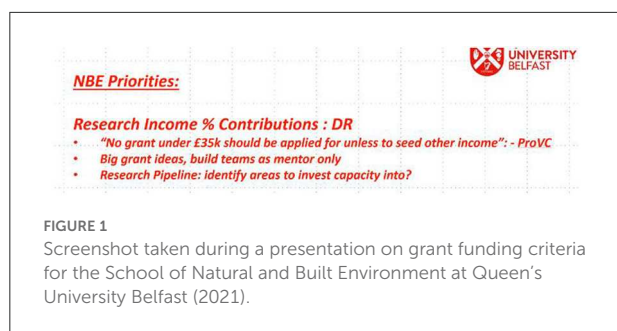 UNIVERSITY
BELFAST
NBE Priorities:
Research Income % Contributions : DR
• “No grant under £35k should be applied for unless to seed other income”: - ProVC
• Big grant ideas, build teams as mentor only
• Research Pipeline: identify areas to invest capacity into?
FIGURE 1
Screenshot taken during a presentation on grant funding criteria
for the School of Natural and Built Environment at Queen’s
University Belfast (2021).